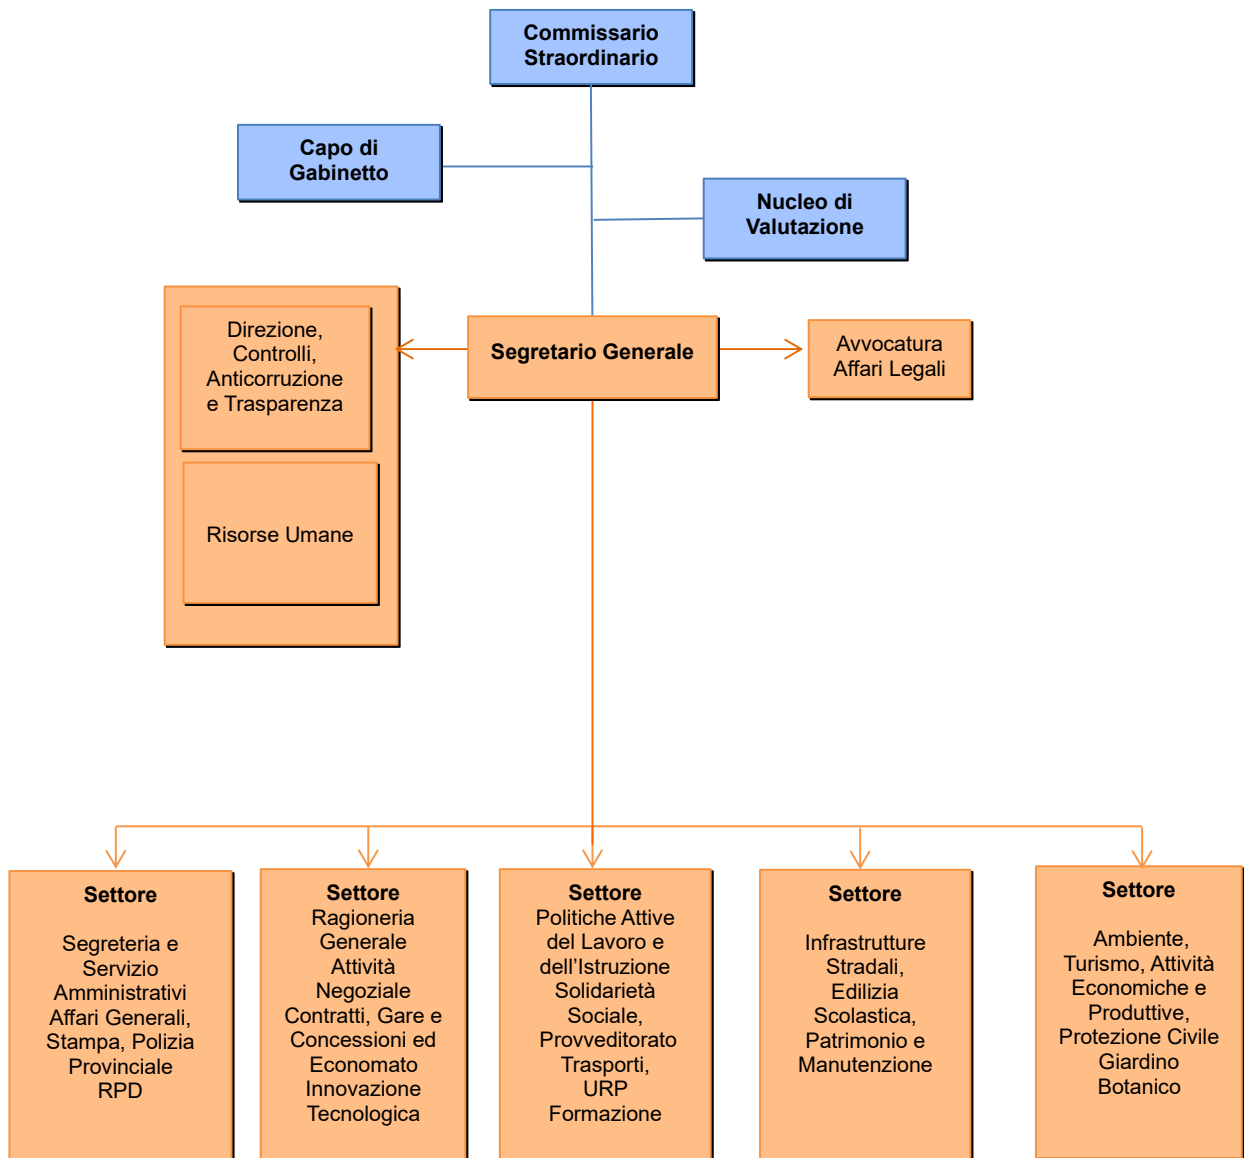 Commissario
Straordinario
Capo di
Gabinetto
Nucleo di
Valutazione
Direzione,
Controlli,
Anticorruzione
e Trasparenza
Segretario Generale
Avvocatura
Affari Legali
Risorse Umane
Settore
Segreteria e
Servizio
Amministrativi
Affari Generali,
Stampa, Polizia
Provinciale
RPD
Settore
Ragioneria
Generale
Attività
Negoziale
Contratti, Gare e
Concessioni ed
Economato
Innovazione
Tecnologica
Settore
Politiche Attive
del Lavoro e
dell’Istruzione
Solidarietà
Sociale,
Provveditorato
Trasporti,
URP
Formazione
Settore
Infrastrutture
Stradali,
Edilizia
Scolastica,
Patrimonio e
Manutenzione
Settore
Ambiente,
Turismo, Attività
Economiche e
Produttive,
Protezione Civile
Giardino
Botanico